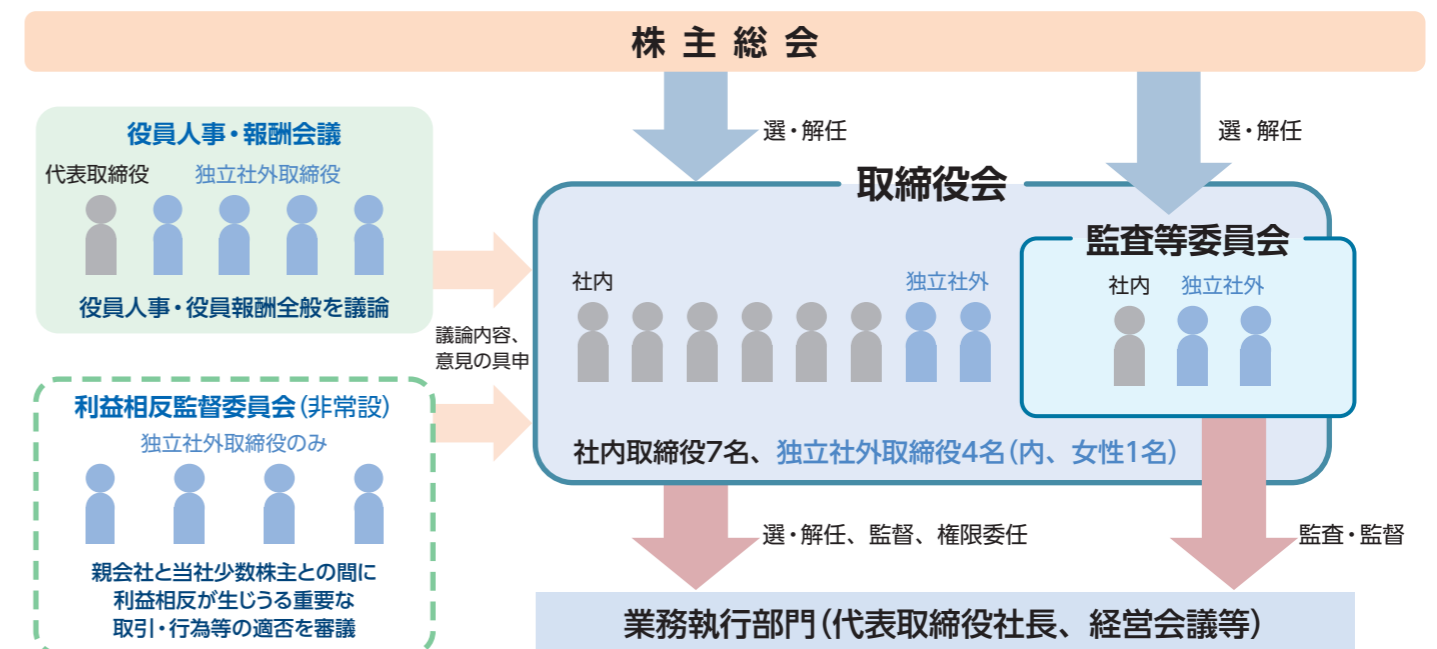 株主総会
選・解任
選・解任
役員人事・報酬会議
代表取締役
独立社外取締役
役員人事・役員報酬全般を議論
議論内容、
意見の具申
利益相反監督委員会(非常設)
独立社外取締役のみ
親会社と当社少数株主との間に
利益相反が生じうる重要な
取引・行為等の適否を審議
取締役会
社内
独立社外
監査等委員会
社内
独立社外
社内取締役7名、独立社外取締役4名(内、女性1名)
選・解任、監督、権限委任
監査・監督
業務執行部門(代表取締役社長、経営会議等)